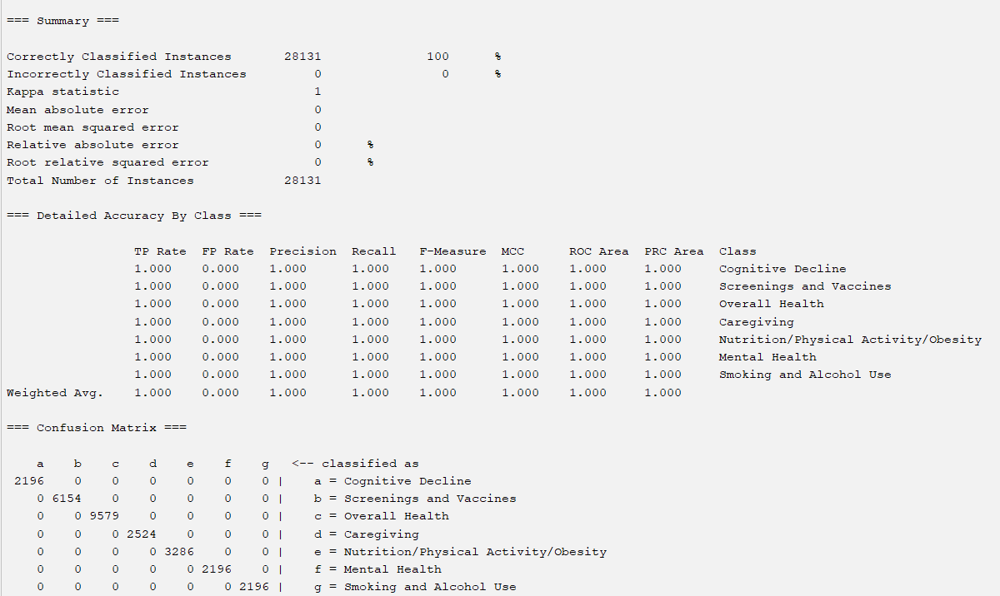 === Summary ===
Correctly Classified Instances 28131 100 %
Incorrectly Classified Instances 0 0 %
Kappa statistic 1
Mean absolute error 0
Root mean squared error 0
Relative absolute error 0 %
Root relative squared error 0 %
Total Number of Instances 28131
=== Detailed Accuracy By Class ===
TP Rate FP Rate Precision Recall F-Measure MCC ROC Area PRC Area Class
1.000 0.000 1.000 1.000 1.000 1.000 1.000 1.000 Cognitive Decline
1.000 0.000 1.000 1.000 1.000 1.000 1.000 1.000 Screenings and Vaccines
1.000 0.000 1.000 1.000 1.000 1.000 1.000 1.000 Overall Health
1.000 0.000 1.000 1.000 1.000 1.000 1.000 1.000 Caregiving
1.000 0.000 1.000 1.000 1.000 1.000 1.000 1.000 Nutrition/Physical Activity/Obesity
1.000 0.000 1.000 1.000 1.000 1.000 1.000 1.000 Mental Health
1.000 0.000 1.000 1.000 1.000 1.000 1.000 1.000 Smoking and Alcohol Use
Weighted Avg. 1.000 0.000 1.000 1.000 1.000 1.000 1.000 1.000
=== Confusion Matrix ===
a b c d e f g <-- classified as
2196 0 0 0 0 0 0 | a = Cognitive Decline
0 6154 0 0 0 0 0 | b = Screenings and Vaccines
0 0 9579 0 0 0 0 | c = Overall Health
0 0 0 2524 0 0 0 | d = Caregiving
0 0 0 0 3286 0 0 | e = Nutrition/Physical Activity/Obesity
0 0 0 0 0 2196 0 | f = Mental Health
0 0 0 0 0 0 2196 | g = Smoking and Alcohol Use